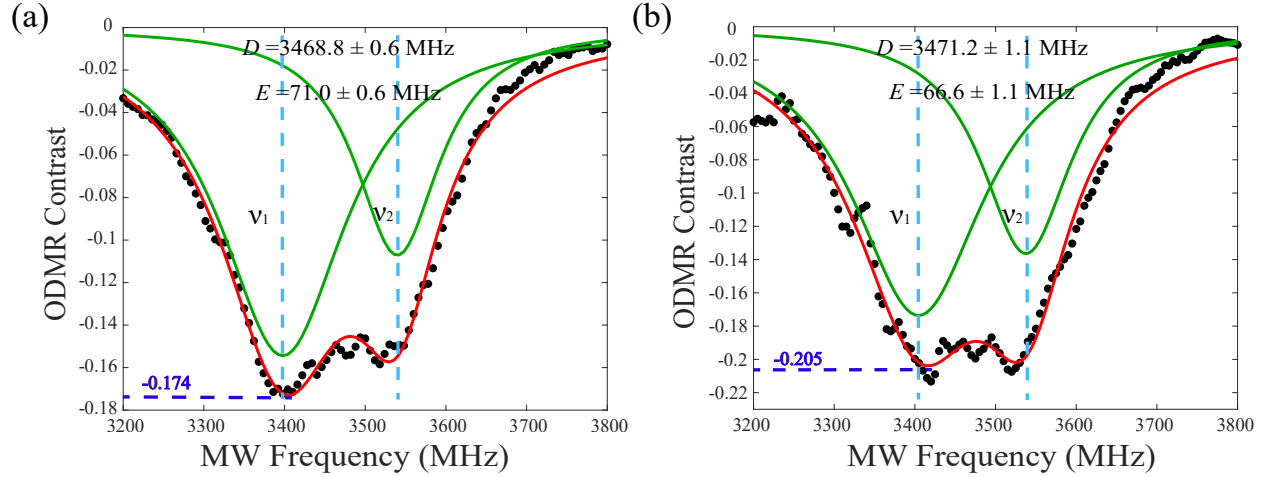 (a)
0
-0.02
-0.04
-0.06
-0.08
-0.1
-0.12
-0.14
-0.16
-0.18
ODMR Contrast
D =3468.8 ± 0.6 MHz
E =71.0 ± 0.6 MHz
ν1
ν2
-0.174
3200
3300
3400
3500
3600
3700
3800
MW Frequency (MHz)
(b)
0
-0.02
-0.04
-0.06
-0.08
-0.1
-0.12
-0.14
-0.16
-0.18
-0.2
-0.22
ODMR Contrast
D =3471.2 ± 1.1 MHz
E =66.6 ± 1.1 MHz
ν1
ν2
-0.205
3200
3300
3400
3500
3600
3700
3800
MW Frequency (MHz)